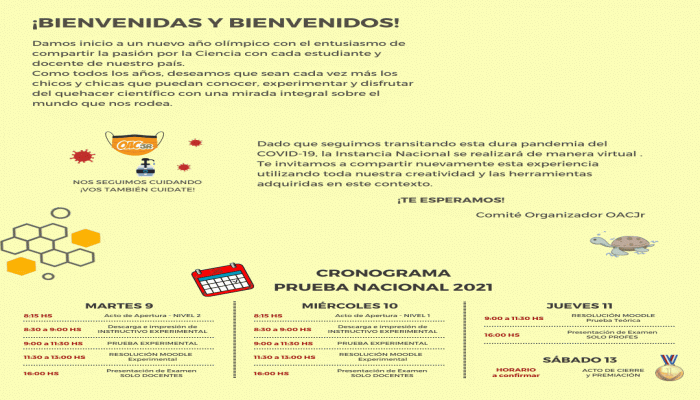 ¡BIENVENIDAS Y BIENVENIDOS!
Damos inicio a un nuevo año olímpico con el entusiasmo de
compartir la pasión por la Ciencia con cada estudiante y
docente de nuestro país.
Como todos los años, deseamos que sean cada vez más los
chicos y chicas que puedan conocer, experimentar y disfrutar
del quehacer científico con una mirada integral sobre el
mundo que nos rodea.
OACJR
NOS SEGUIMOS CUIDANDO
¡VOS TAMBIÉN CUIDATE!
Dado que seguimos transitando esta dura pandemia del
COVID-19, la Instancia Nacional se realizará de manera virtual .
Te invitamos a compartir nuevamente esta experiencia
utilizando toda nuestra creatividad y las herramientas
adquiridas en este contexto.
¡TE ESPERAMOS!
Comité Organizador OACJr
CRONOGRAMA
PRUEBA NACIONAL 2021
MARTES 9
8:15 HS Acto de Apertura - NIVEL 2
8:30 a 9:00 HS Descarga e impresión de
INSTRUCTIVO EXPERIMENTAL
9:00 a 11:30 HS PRUEBA EXPERIMENTAL
11:30 a 13:00 HS RESOLUCIÓN MOODLE
Experimental
16:00 HS Presentación de Examen
SOLO DOCENTES
MIÉRCOLES 10
8:15 HS Acto de Apertura - NIVEL 1
8:30 a 9:00 HS Descarga e impresión de
INSTRUCTIVO EXPERIMENTAL
9:00 a 11:30 HS PRUEBA EXPERIMENTAL
11:30 a 13:00 HS RESOLUCIÓN MOODLE
Experimental
16:00 HS Presentación de Examen
SOLO DOCENTES
JUEVES 11
9:00 a 11:30 HS RESOLUCIÓN MOODLE
Prueba Teórica
16:00 HS Presentación de Examen
SOLO PROFES
SÁBADO 13
HORARIO
a confirmar
ACTO DE CIERRE
y PREMIACIÓN